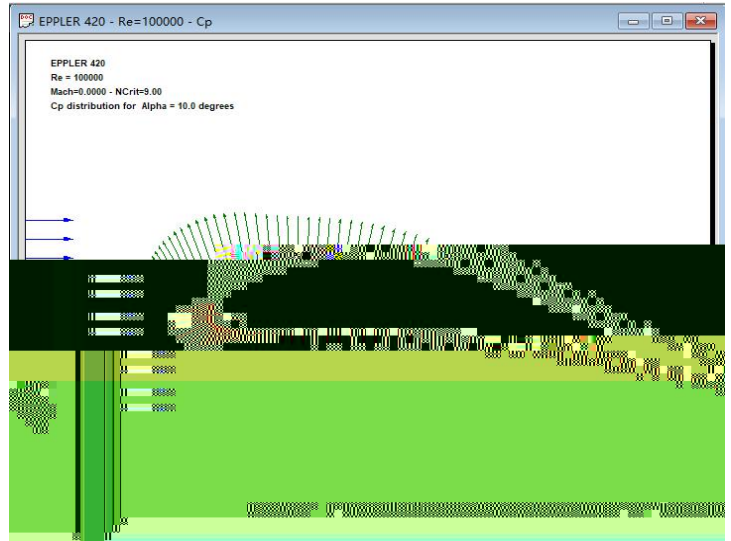 EPPLER 420 - Re=100000 - Cp
EPPLER 420
Re = 100000
Mach=0.0000 - NCrit=9.00
Cp distribution for Alpha = 10.0 degrees